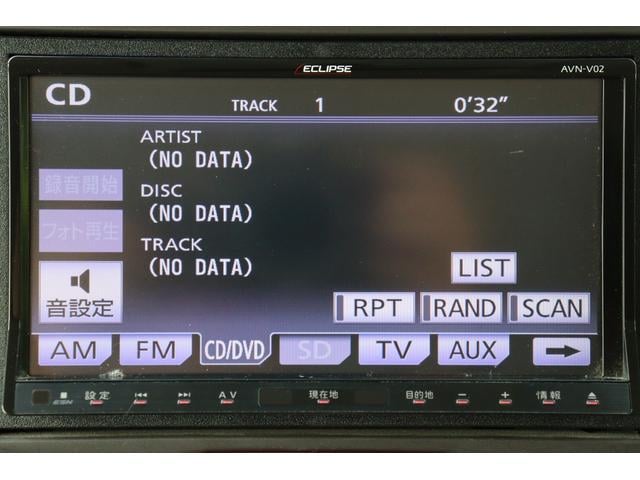 ECLIPSE AVN-V02
CD TRACK 1 0'32"
ARTIST
(NO DATA)
DISC
(NO DATA)
TRACK
(NO DATA)
録音開始
フォト再生
音設定
LIST
RPT RAND SCAN
AM FM CD/DVD SD TV AUX
ESN 設定 AV 現在地 目的地 − + 情報